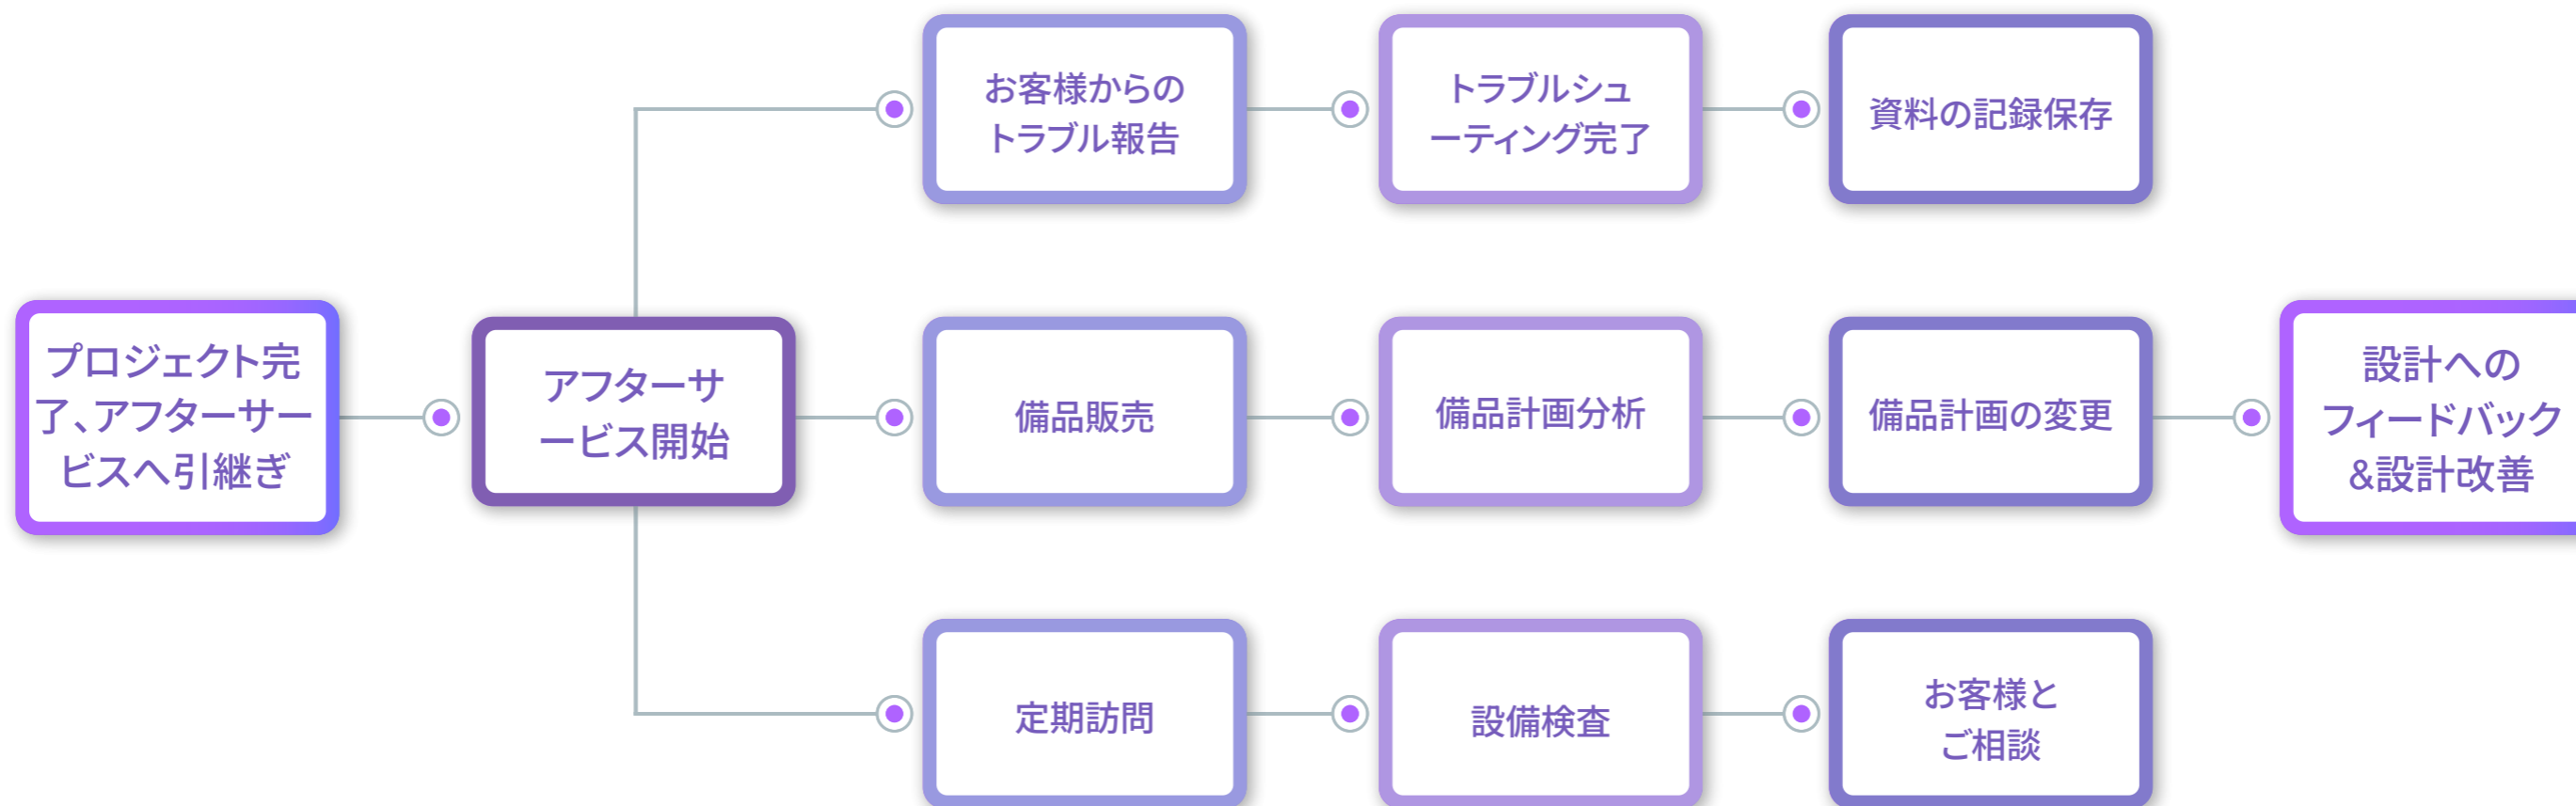 お客様からの
トラブル報告
トラブルシュ
ーティング完了
資料の記録保存
プロジェクト完
了、アフターサー
ビスへ引継ぎ
アフターサ
ービス開始
備品販売
備品計画分析
備品計画の変更
設計への
フィードバック
&設計改善
定期訪問
設備検査
お客様と
ご相談